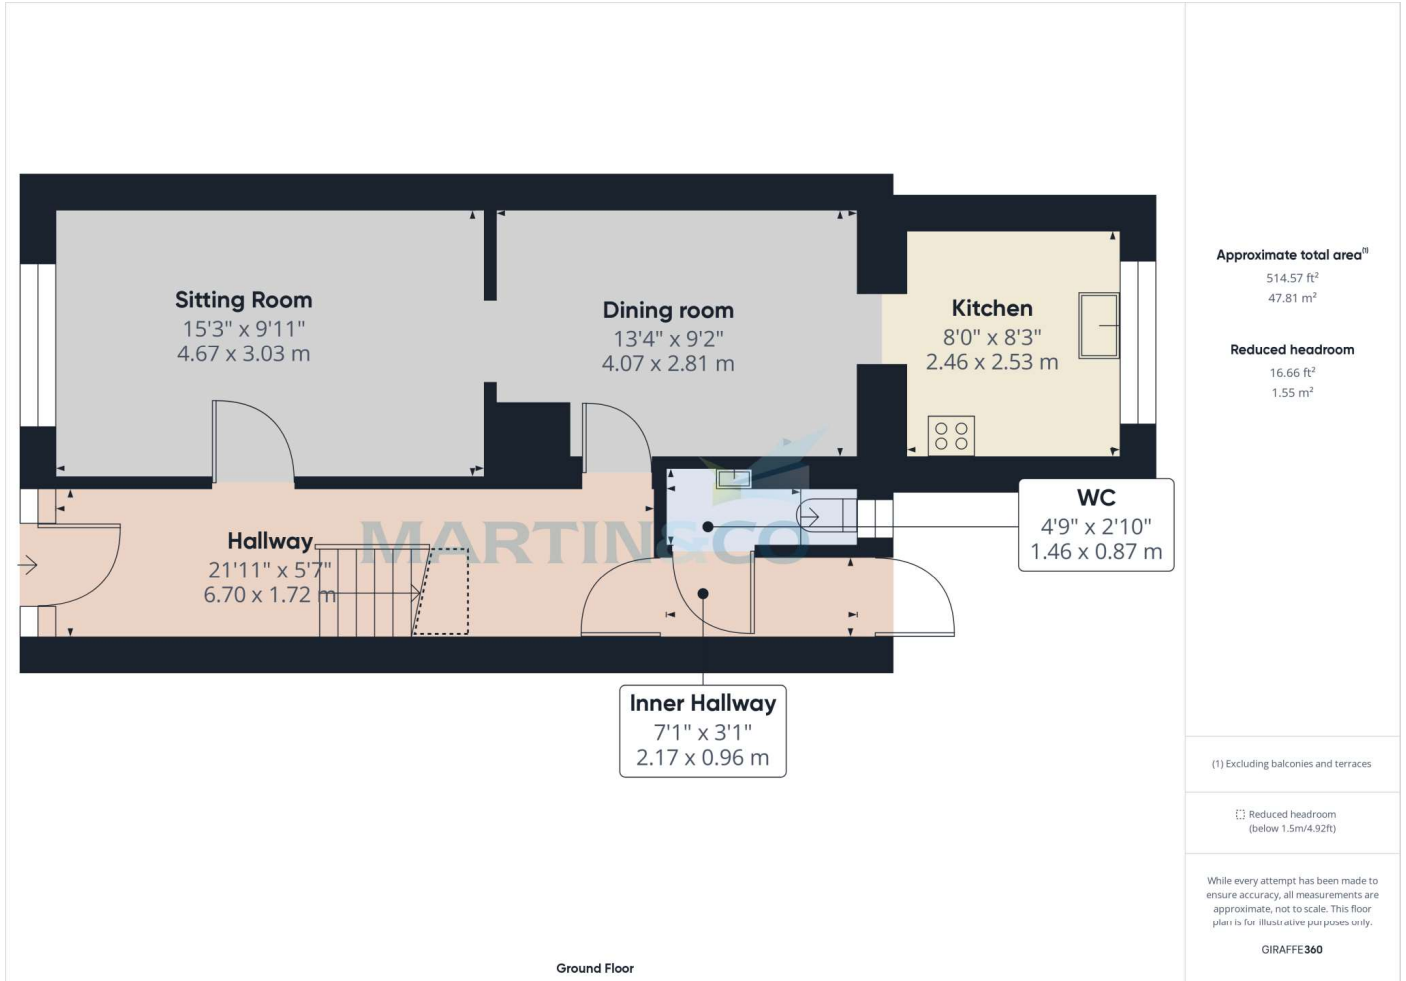 Sitting Room
15'3" x 9'11"
4.67 x 3.03 m
Dining room
13'4" x 9'2"
4.07 x 2.81 m
Kitchen
8'0" x 8'3"
2.46 x 2.53 m
Hallway
21'11" x 5'7"
6.70 x 1.72 m
MARTIN&CO
WC
4'9" x 2'10"
1.46 x 0.87 m
Inner Hallway
7'1" x 3'1"
2.17 x 0.96 m
Ground Floor
Approximate total area(1)
514.57 ft²
47.81 m²
Reduced headroom
16.66 ft²
1.55 m²
(1) Excluding balconies and terraces
Reduced headroom
(below 1.5m/4.92ft)
While every attempt has been made to
ensure accuracy, all measurements are
approximate, not to scale. This floor
plan is for illustrative purposes only.
GIRAFFE360